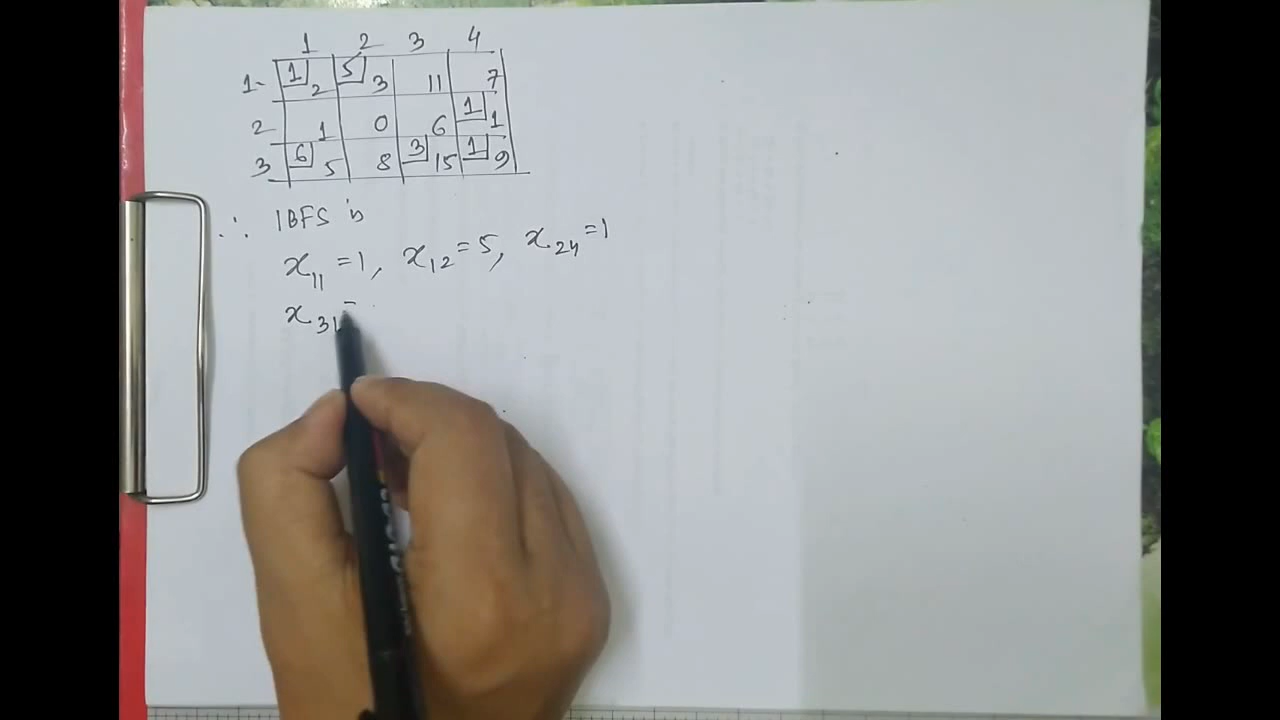 1 2 3 4
1- 1 2 5 3 11 7
2 1 0 6 1 1
3 6 5 8 3 15 1 9
∴ IBFS is
x₁₁ = 1, x₁₂ = 5, x₂₄ = 1
x₃₁ =